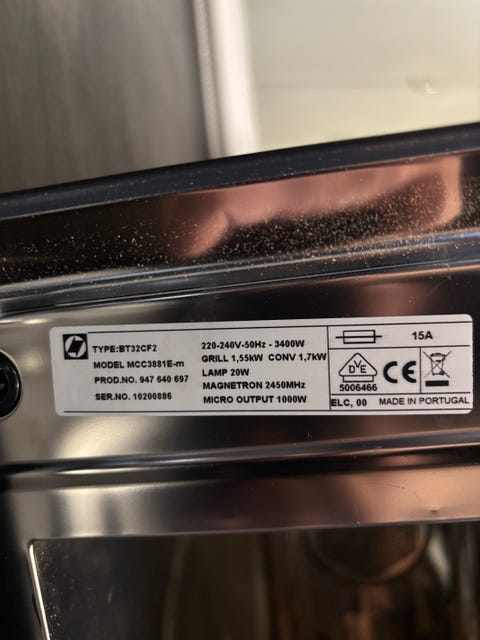 TYPE:BT32CF2
MODEL MCC3881E-m
PROD.NO. 947 640 697
SER.NO. 10200886
220-240V-50Hz - 3400W
GRILL 1,55kW CONV 1,7kW
LAMP 20W
MAGNETRON 2450MHz
MICRO OUTPUT 1000W
15A
DVE
5006466
CE
ELC, 00 MADE IN PORTUGAL